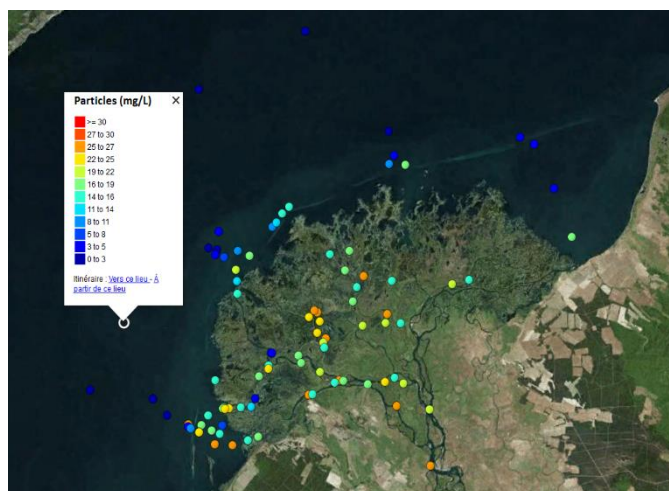 Particles (mg/L) ×
>= 30
27 to 30
25 to 27
22 to 25
19 to 22
16 to 19
14 to 16
11 to 14
8 to 11
5 to 8
3 to 5
0 to 3
Itinéraire : Vers ce lieu - À
partir de ce lieu